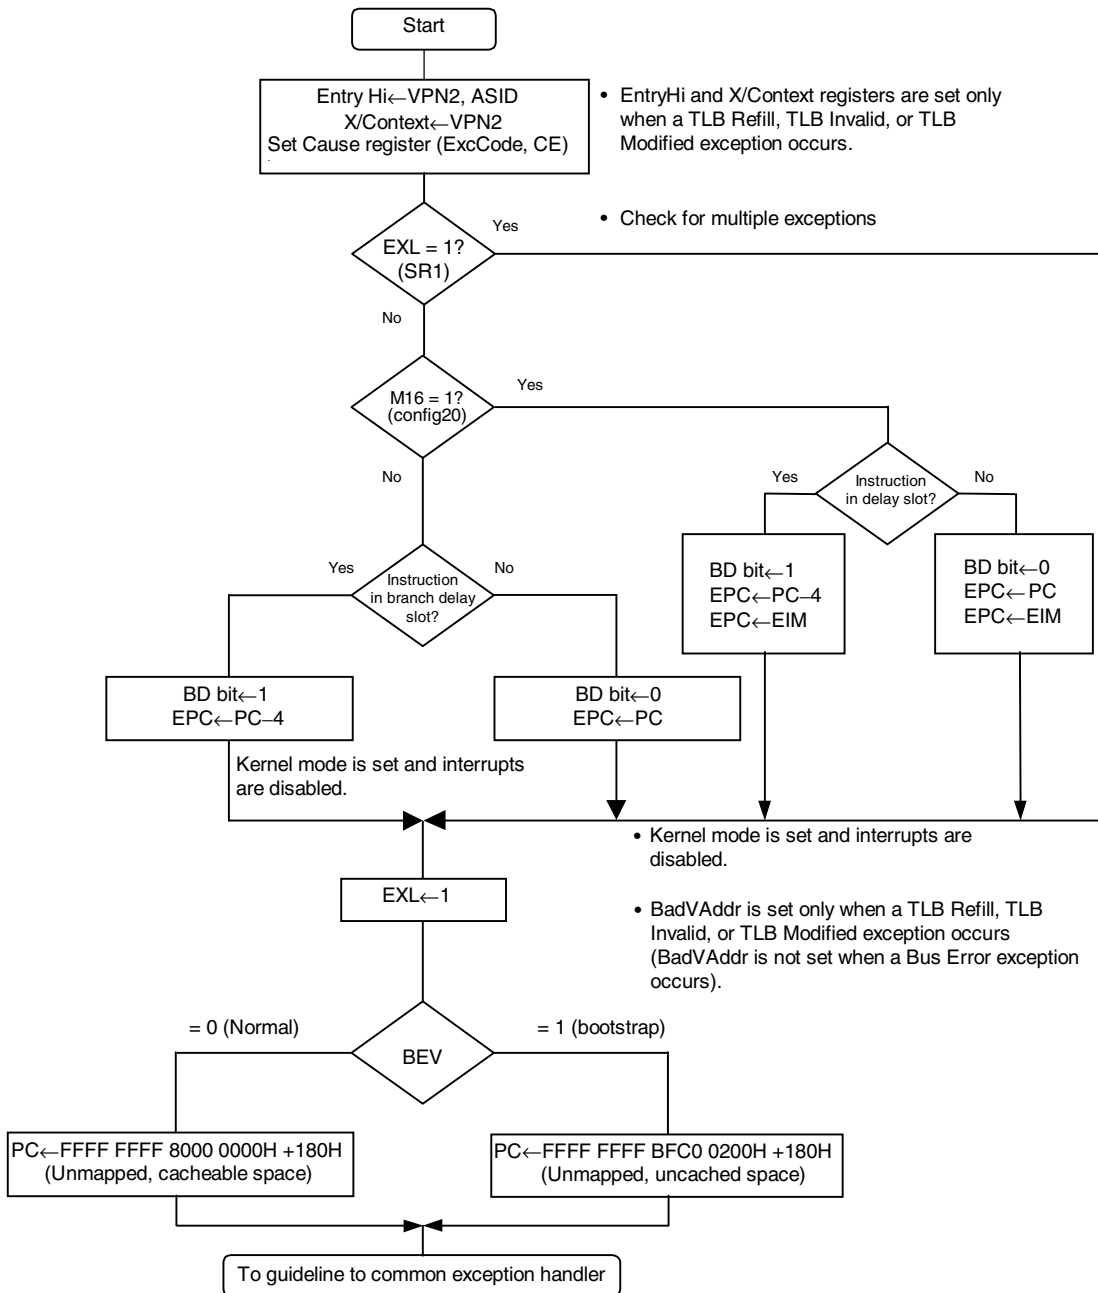 Start
Entry Hi←VPN2, ASID
X/Context←VPN2
Set Cause register (ExcCode, CE)
• EntryHi and X/Context registers are set only
when a TLB Refill, TLB Invalid, or TLB
Modified exception occurs.
• Check for multiple exceptions
Yes
EXL = 1?
(SR1)
No
M16 = 1?
(config20)
Yes
No
Yes
Instruction
in delay slot?
No
BD bit←1
EPC←PC–4
EPC←EIM
BD bit←0
EPC←PC
EPC←EIM
Yes
Instruction
in branch delay
slot?
No
BD bit←1
EPC←PC–4
BD bit←0
EPC←PC
Kernel mode is set and interrupts
are disabled.
• Kernel mode is set and interrupts are
disabled.
EXL←1
• BadVAddr is set only when a TLB Refill, TLB
Invalid, or TLB Modified exception occurs
(BadVAddr is not set when a Bus Error exception
occurs).
= 0 (Normal)
BEV
= 1 (bootstrap)
PC←FFFF FFFF 8000 0000H +180H
(Unmapped, cacheable space)
PC←FFFF FFFF BFC0 0200H +180H
(Unmapped, uncached space)
To guideline to common exception handler